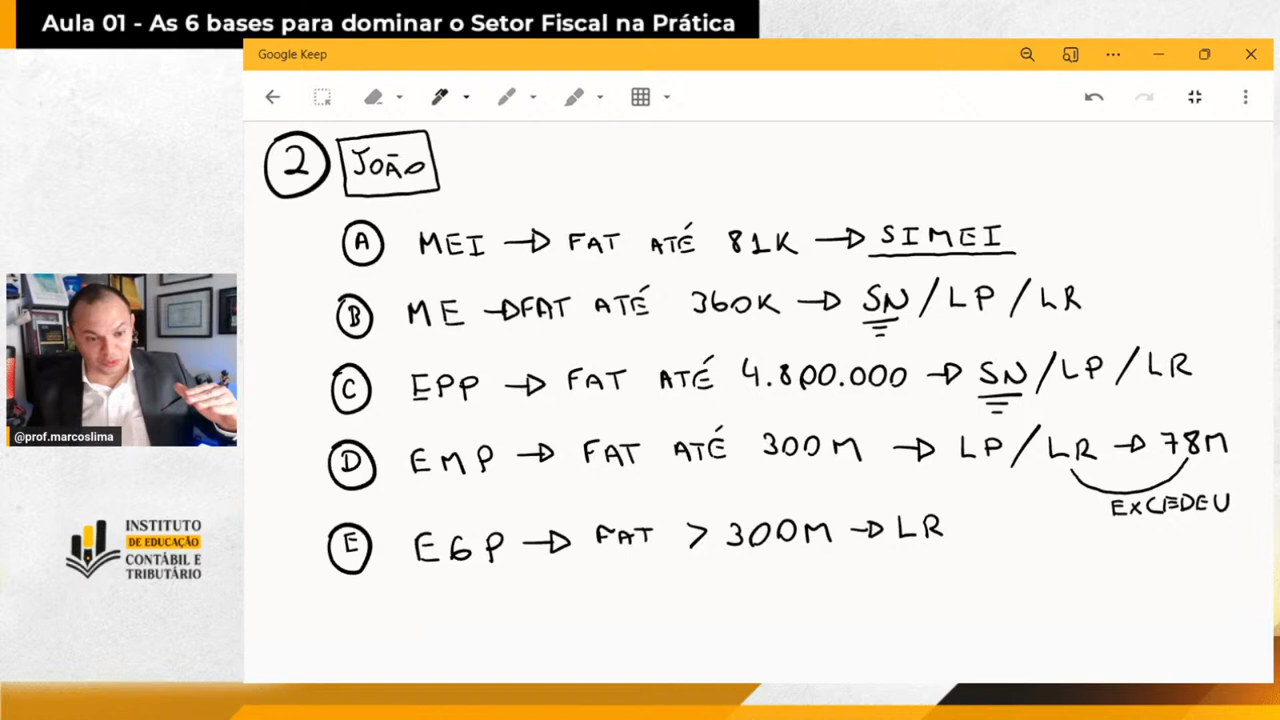 Aula 01 - As 6 bases para dominar o Setor Fiscal na Prática
Google Keep
2 JOÃO
A MEI → FAT ATÉ 81K → SIMEI
B ME → FAT ATÉ 360K → SN / LP / LR
C EPP → FAT ATÉ 4.800.000 → SN / LP / LR
D EMP → FAT ATÉ 300M → LP / LR → 78M
EXCEDEU
E EGP → FAT > 300M → LR
@prof.marcoslima
INSTITUTO
DE EDUCAÇÃO
CONTÁBIL E
TRIBUTÁRIO